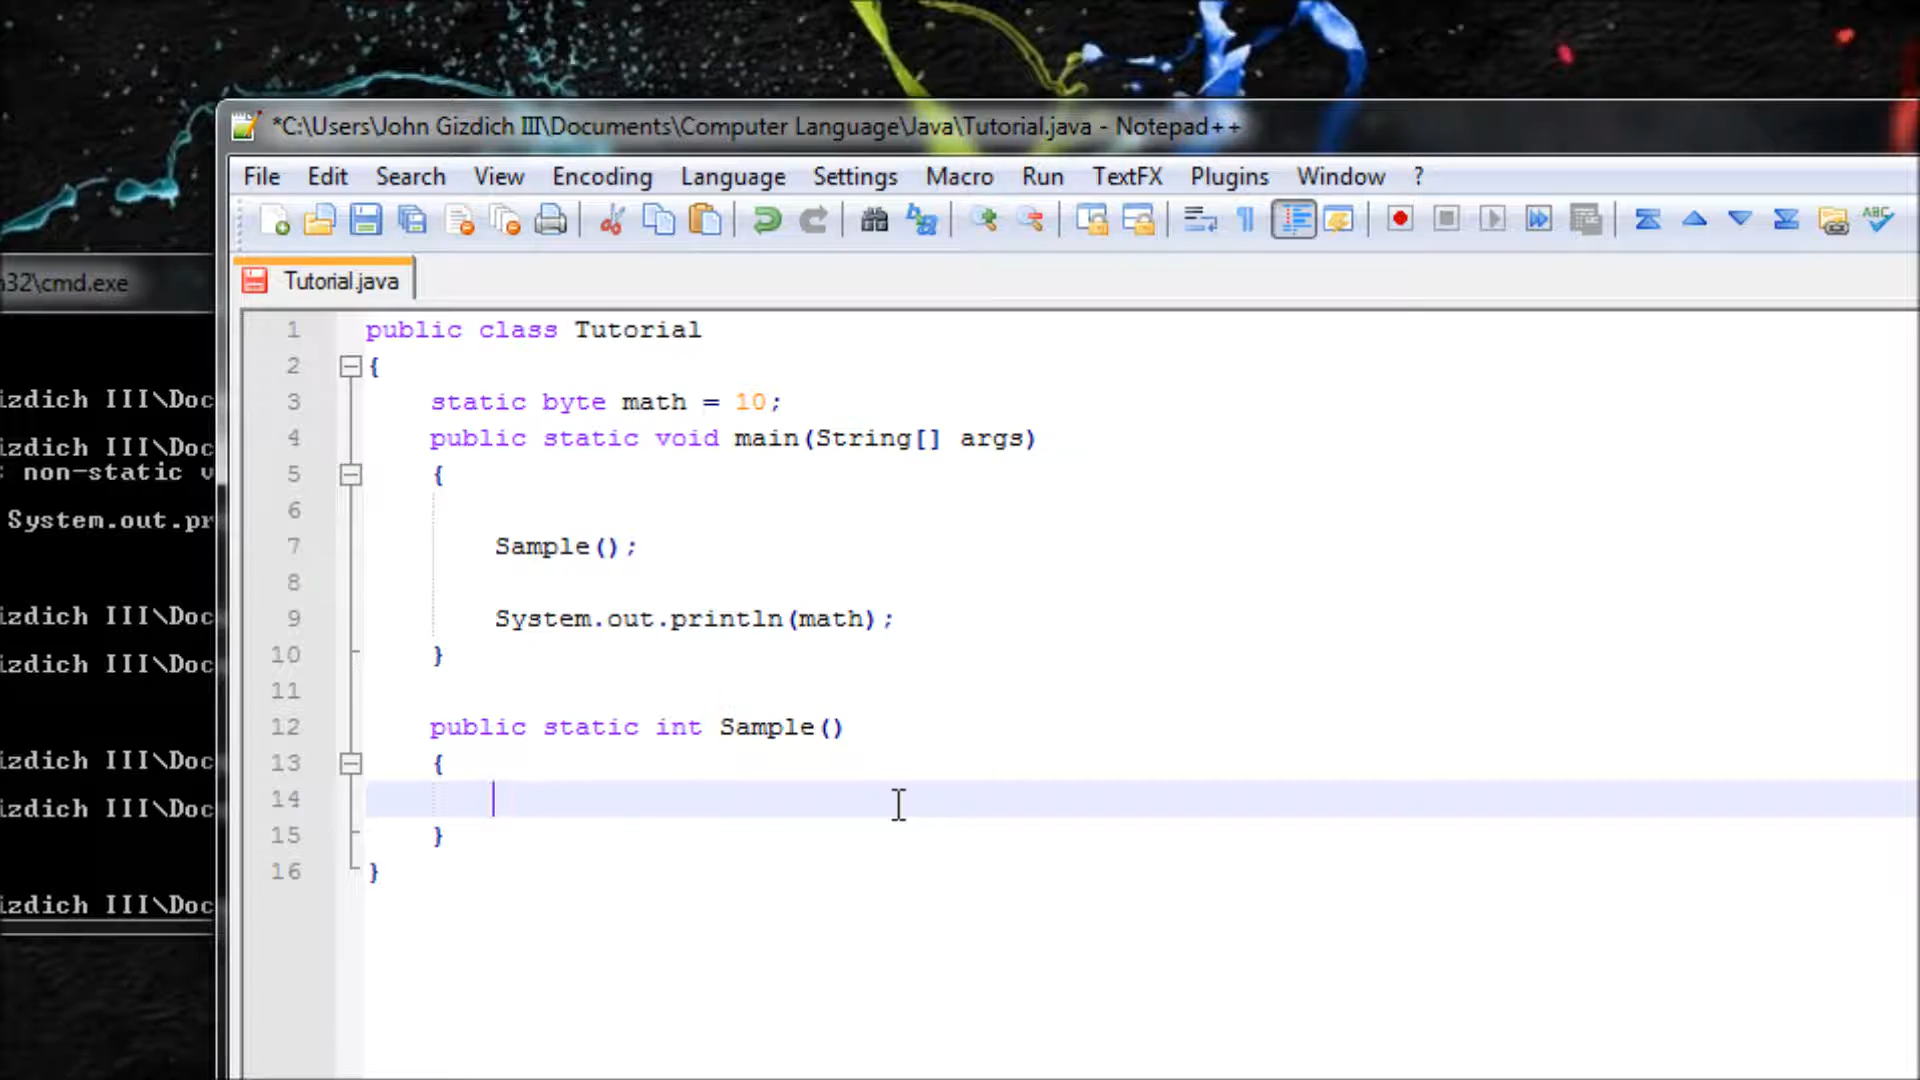 *C:\Users\John Gizdich III\Documents\Computer Language\Java\Tutorial.java - Notepad++
File Edit Search View Encoding Language Settings Macro Run TextFX Plugins Window ?
ABC
Tutorial.java
32\cmd.exe
izdich III\Doc
izdich III\Doc
: non-static v
System.out.pr
izdich III\Doc
izdich III\Doc
izdich III\Doc
izdich III\Doc
izdich III\Doc
1 public class Tutorial
2 {
3 static byte math = 10;
4 public static void main(String[] args)
5 {
6
7 Sample();
8
9 System.out.println(math);
10 }
11
12 public static int Sample()
13 {
14
15 }
16 }